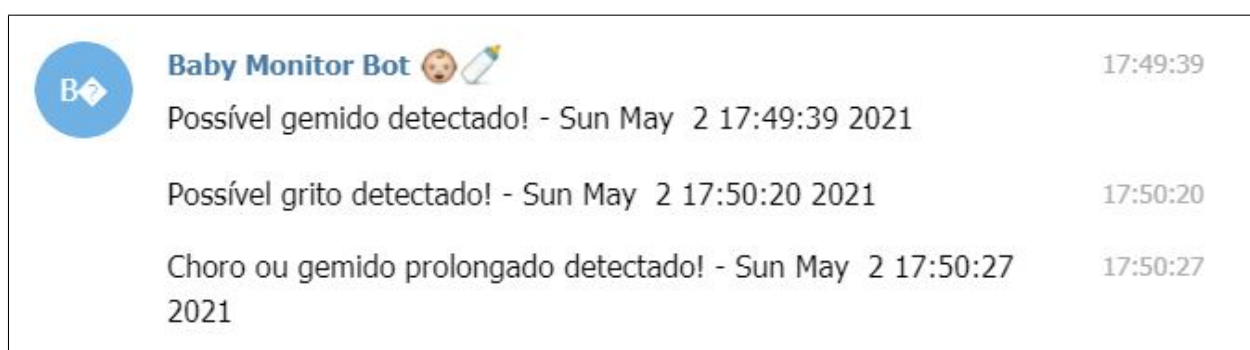 B�
Baby Monitor Bot 👶🍼 17:49:39
Possível gemido detectado! - Sun May  2 17:49:39 2021
Possível grito detectado! - Sun May  2 17:50:20 2021 17:50:20
Choro ou gemido prolongado detectado! - Sun May  2 17:50:27 17:50:27
2021